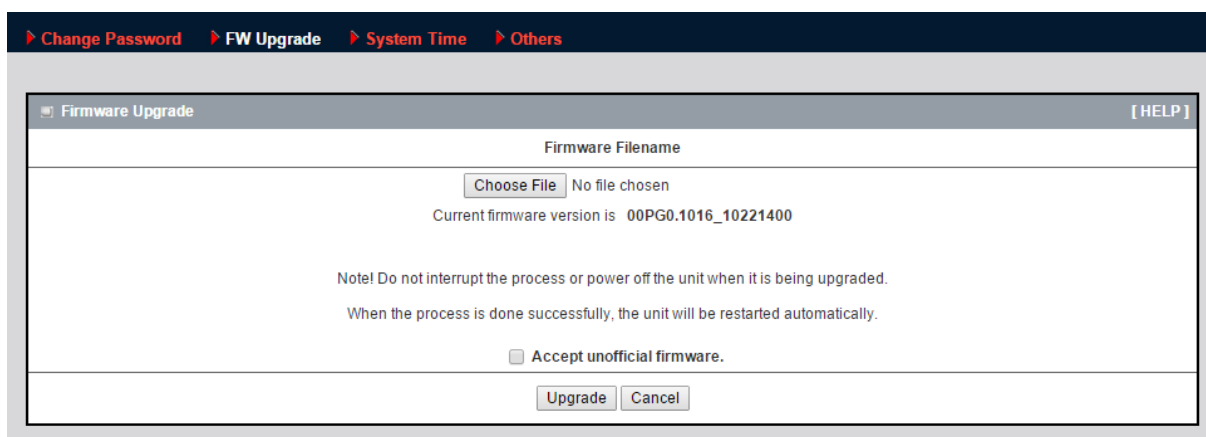 Change Password FW Upgrade System Time Others
Firmware Upgrade [ HELP ]
Firmware Filename
Choose File No file chosen
Current firmware version is 00PG0.1016_10221400
Note! Do not interrupt the process or power off the unit when it is being upgraded.
When the process is done successfully, the unit will be restarted automatically.
Accept unofficial firmware.
Upgrade Cancel